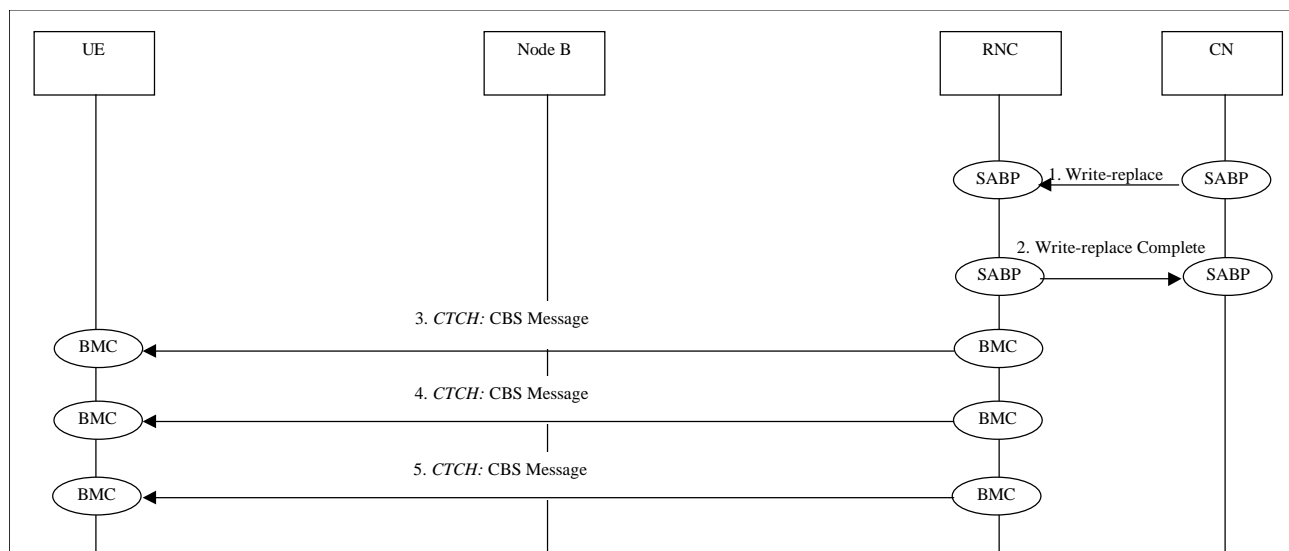 UE
Node B
RNC
CN
SABP
1. Write-replace
SABP
2. Write-replace Complete
SABP
SABP
3. CTCH: CBS Message
BMC
BMC
4. CTCH: CBS Message
BMC
BMC
5. CTCH: CBS Message
BMC
BMC